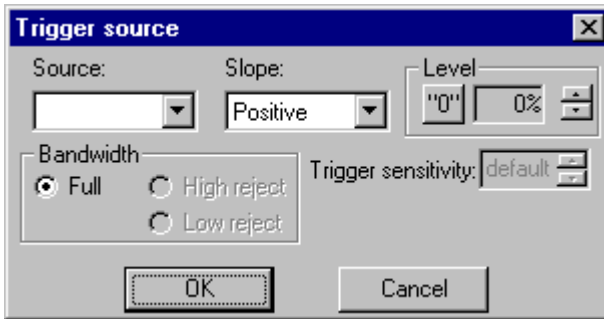 Trigger source
Source:
Slope:
Level
Positive
"0"
0%
Bandwidth
Full
High reject
Low reject
Trigger sensitivity:
default
OK
Cancel